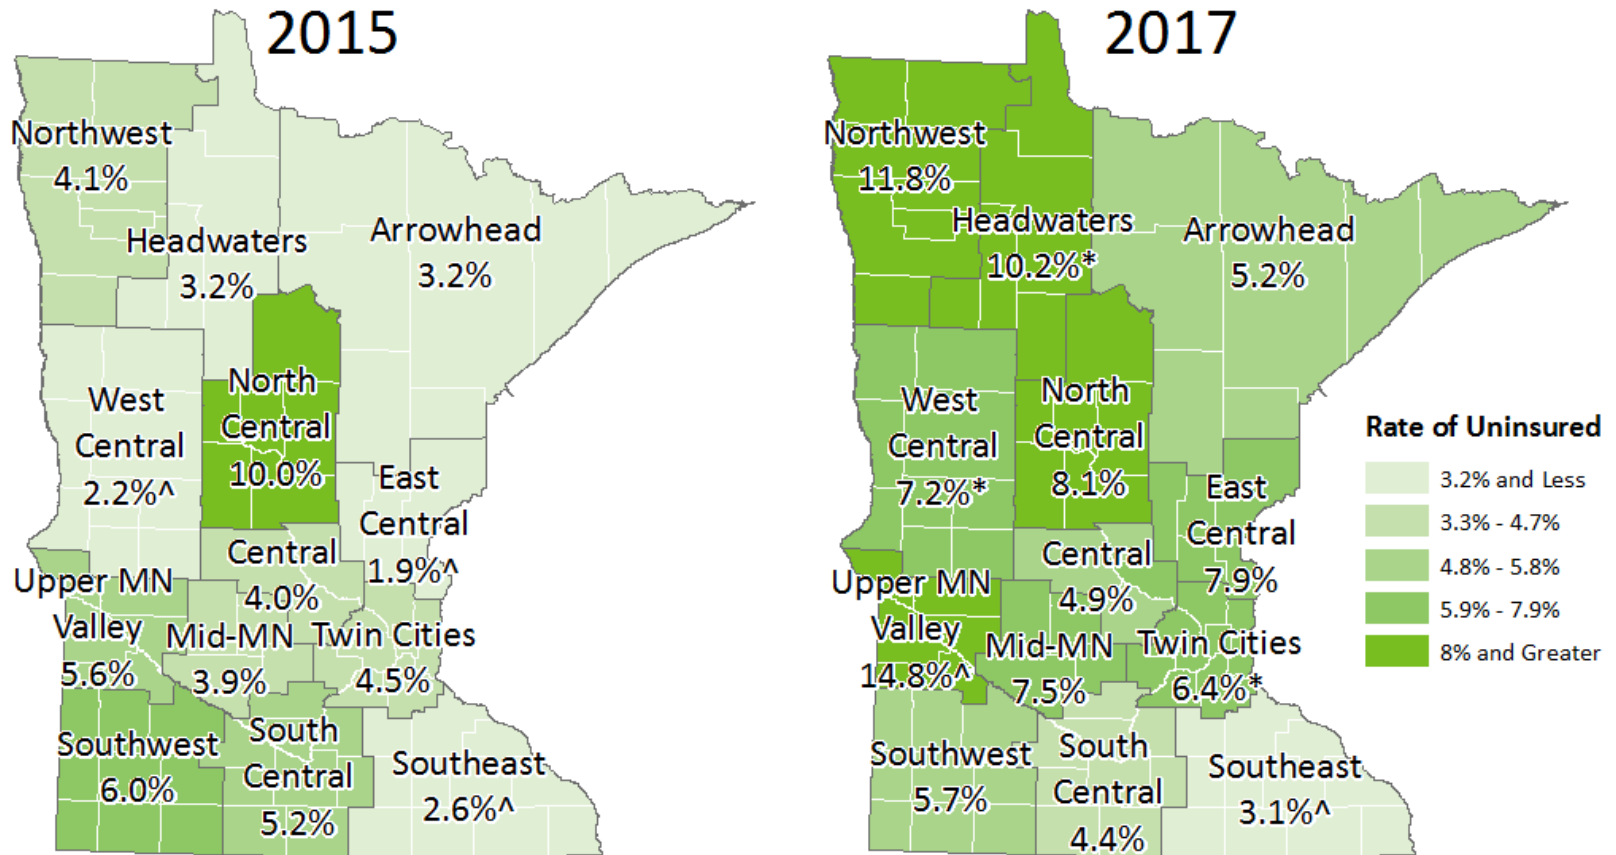 2015
Northwest
4.1%
Headwaters
3.2%
Arrowhead
3.2%
West
Central
2.2%^
North
Central
10.0%
East
Central
1.9%^
Central
4.0%
Upper MN
Valley
5.6%
Mid-MN
3.9%
Twin Cities
4.5%
Southwest
6.0%
South
Central
5.2%
Southeast
2.6%^
2017
Northwest
11.8%
Headwaters
10.2%*
Arrowhead
5.2%
West
Central
7.2%*
North
Central
8.1%
East
Central
7.9%
Central
4.9%
Upper MN
Valley
14.8%^
Mid-MN
7.5%
Twin Cities
6.4%*
Southwest
5.7%
South
Central
4.4%
Southeast
3.1%^
Rate of Uninsured
3.2% and Less
3.3% - 4.7%
4.8% - 5.8%
5.9% - 7.9%
8% and Greater